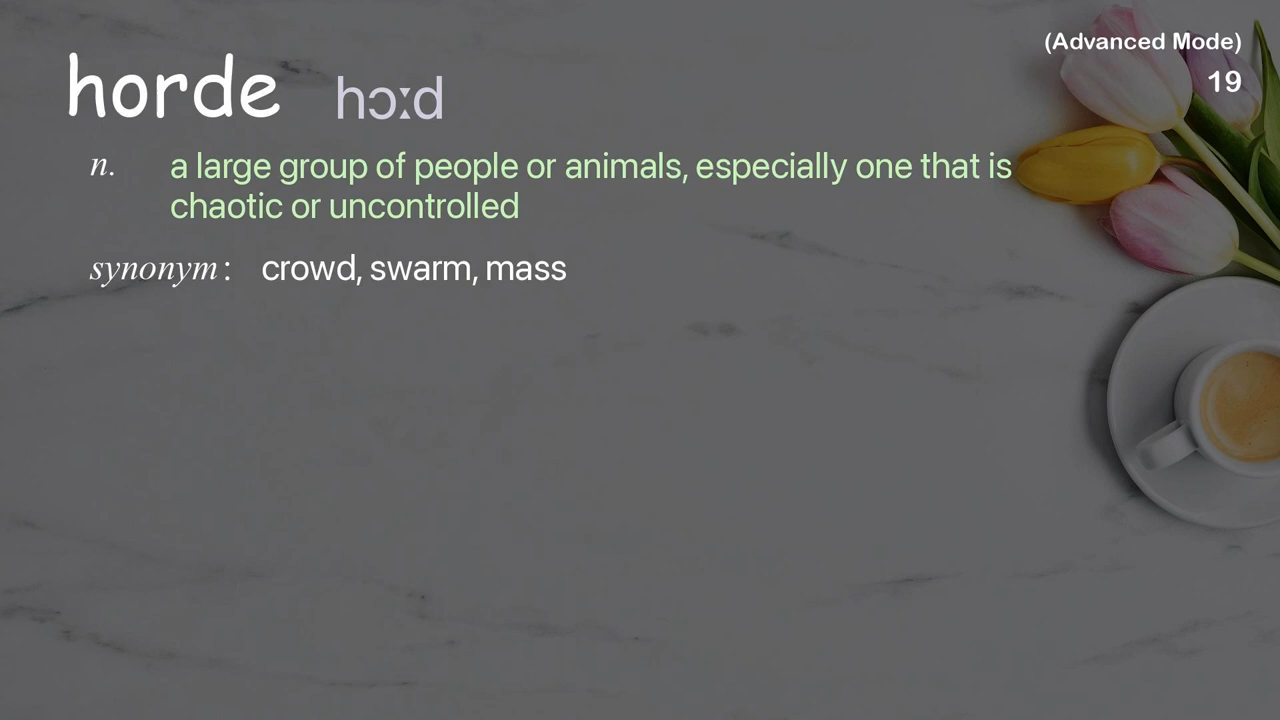 (Advanced Mode)
19
horde hɔːd
n. a large group of people or animals, especially one that is
chaotic or uncontrolled
synonym: crowd, swarm, mass